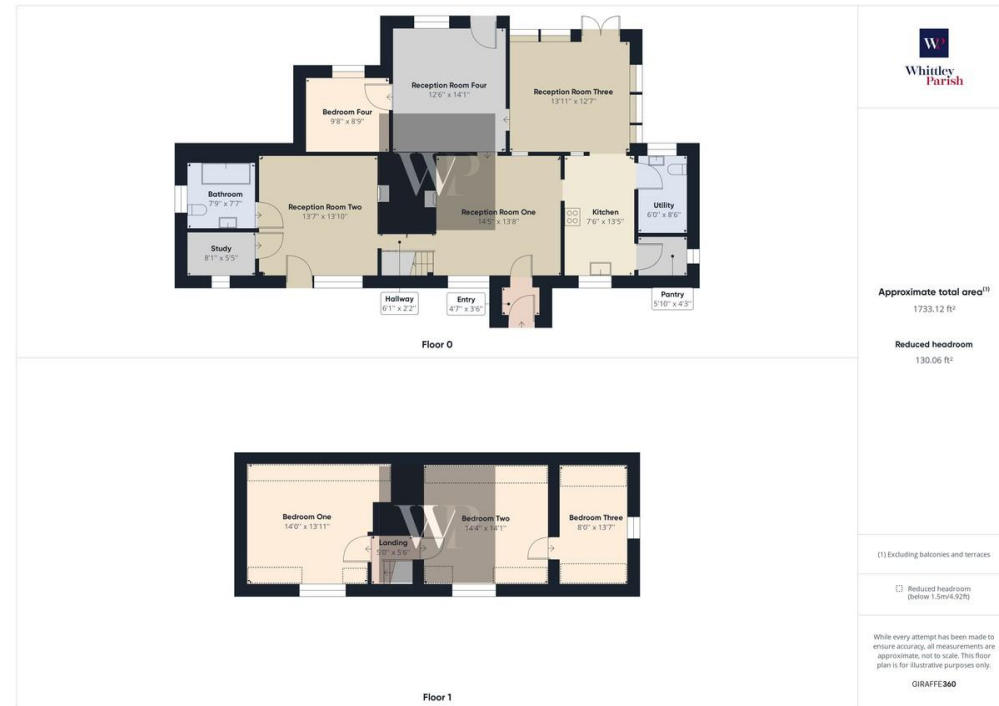 WP
Whittley
Parish
Reception Room Four
12'6" x 14'1"
Reception Room Three
13'11" x 12'7"
Bedroom Four
9'8" x 8'9"
Bathroom
7'9" x 7'7"
Reception Room Two
13'7" x 13'10"
WP
Reception Room One
14'5" x 13'8"
Kitchen
7'6" x 13'5"
Utility
6'0" x 8'6"
Study
8'1" x 5'5"
Hallway
6'1" x 2'2"
Entry
4'7" x 3'6"
Pantry
5'10" x 4'3"
Floor 0
Approximate total area(1)
1733.12 ft²
Reduced headroom
130.06 ft²
Bedroom One
14'0" x 13'11"
WP
Landing
5'0" x 5'6"
Bedroom Two
14'4" x 14'1"
Bedroom Three
8'0" x 13'7"
Floor 1
(1) Excluding balconies and terraces
Reduced headroom
(below 1.5m/4.92ft)
While every attempt has been made to
ensure accuracy, all measurements are
approximate, not to scale. This floor
plan is for illustrative purposes only.
GIRAFFE360